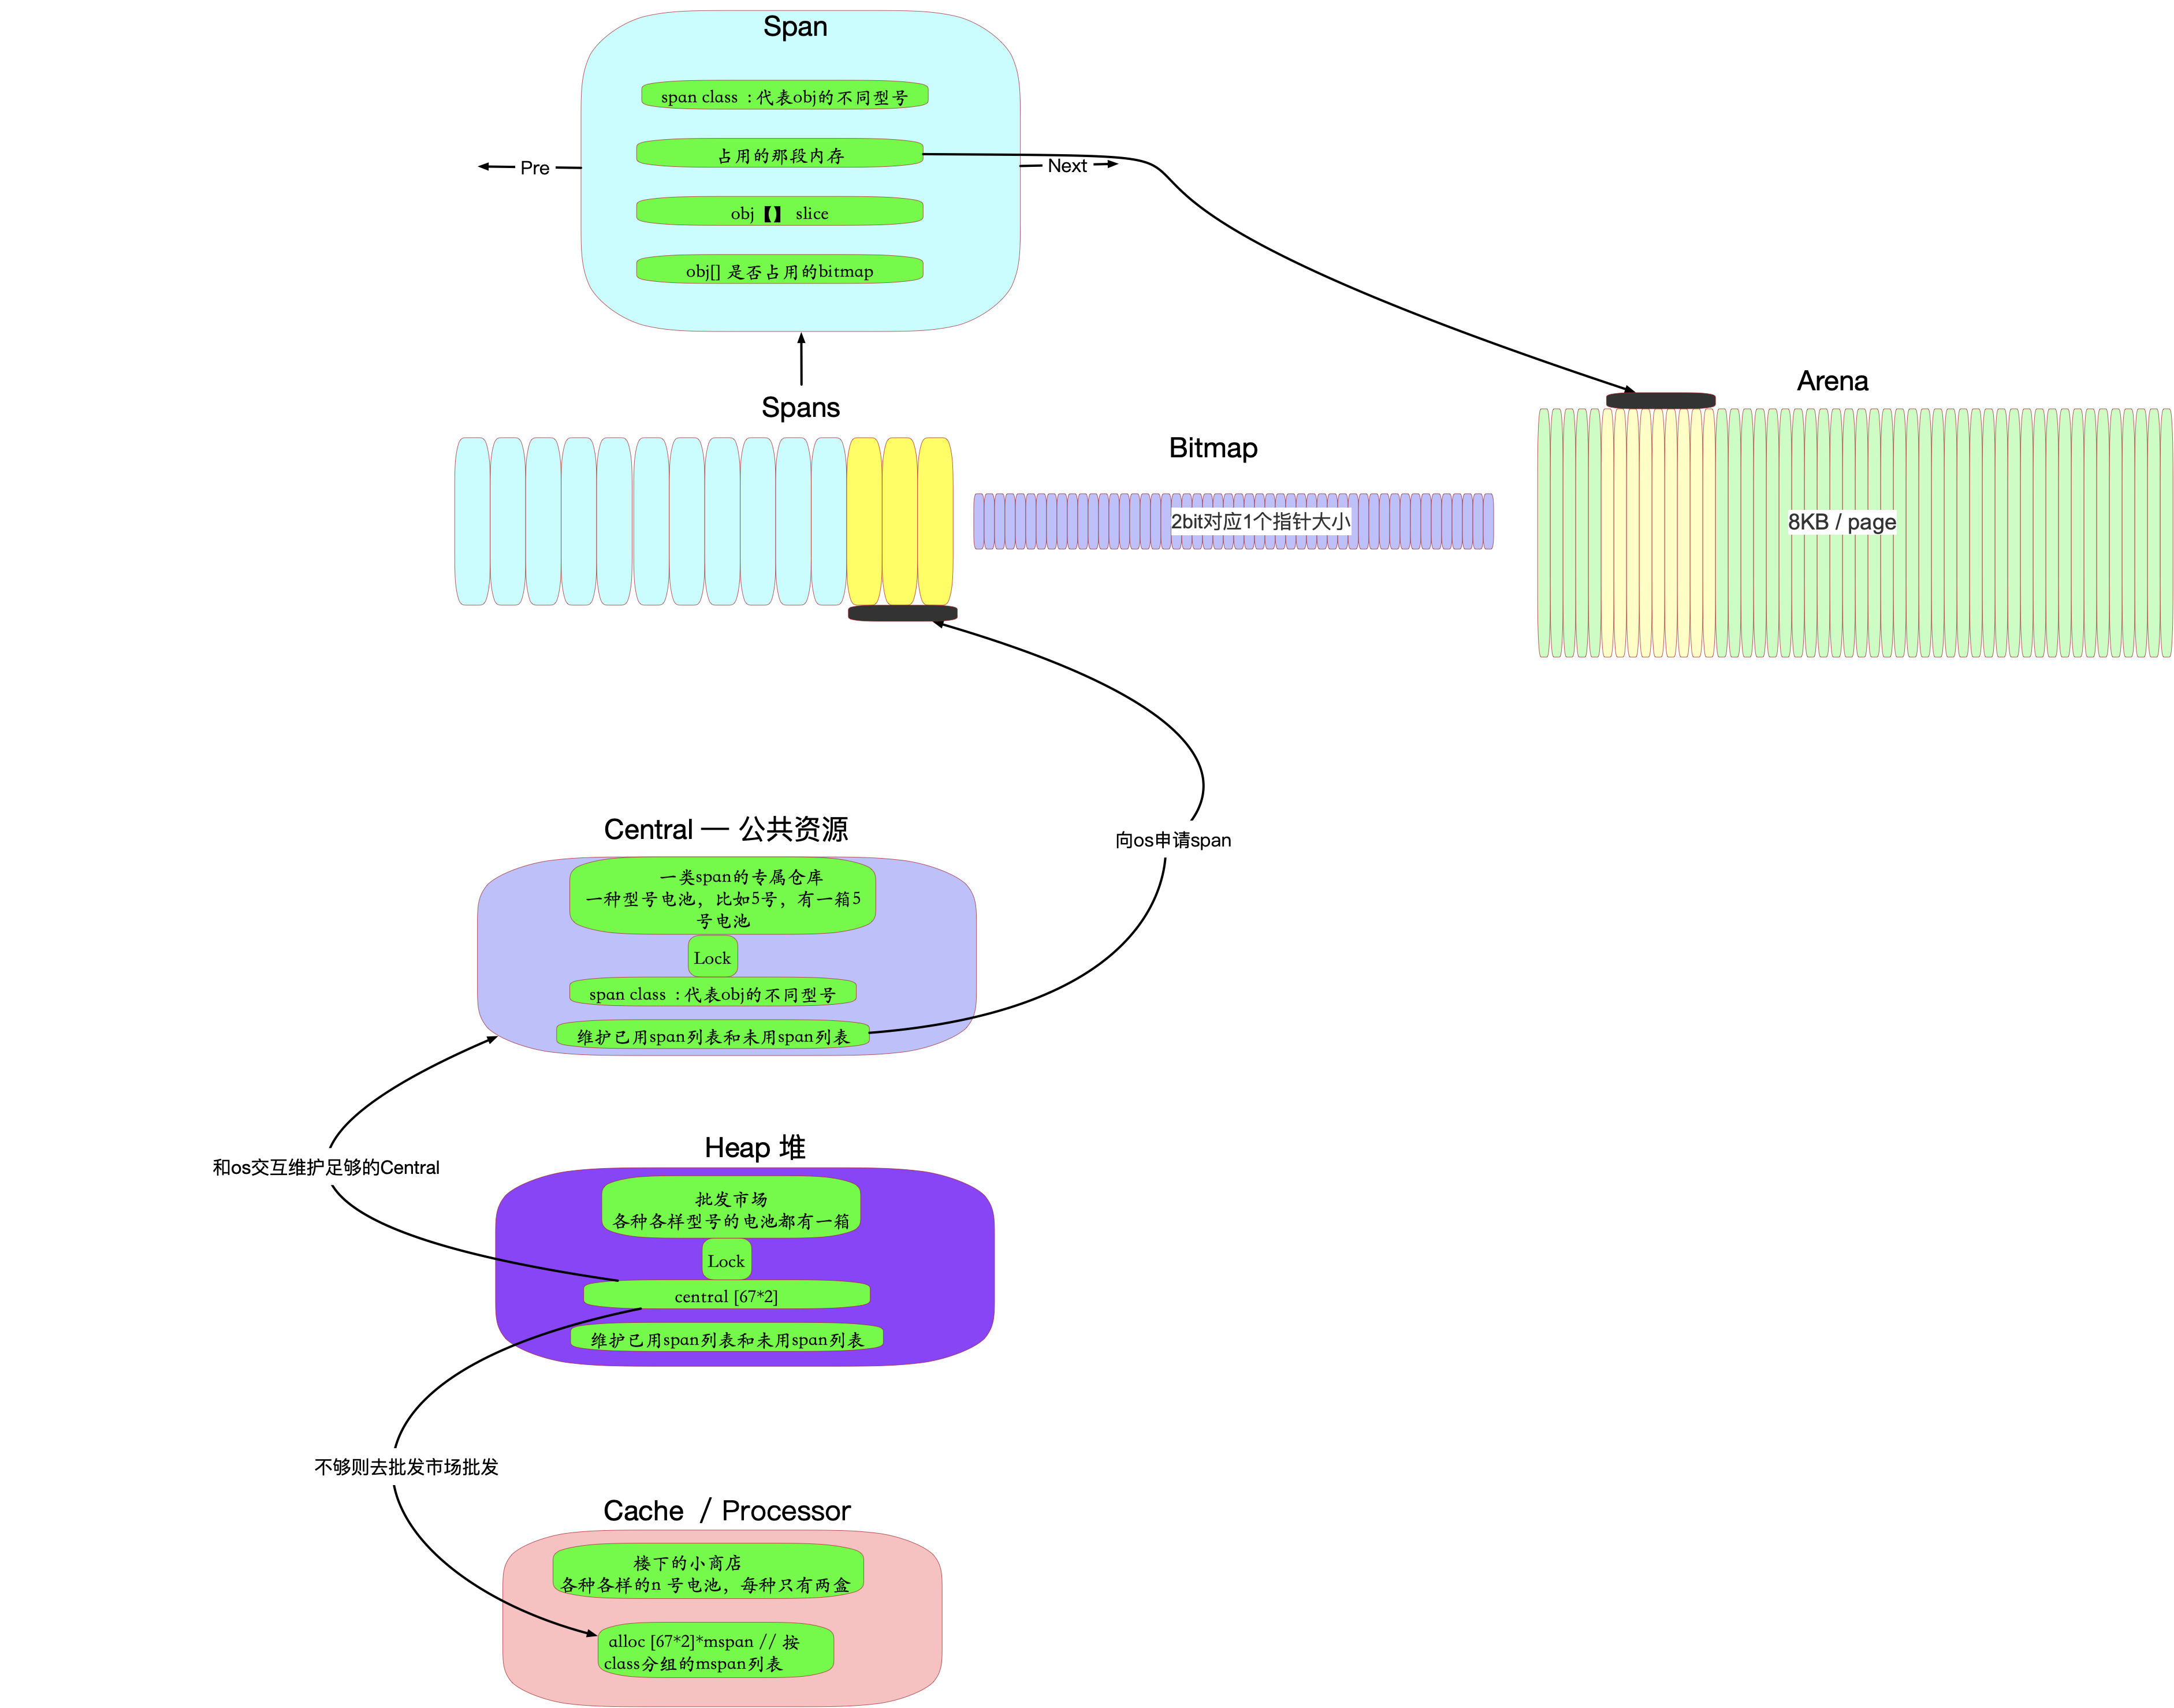 Span
span class ：代表obj的不同型号
占用的那段内存
Pre
Next
obj【】 slice
obj[] 是否占用的bitmap
Arena
Spans
Bitmap
2bit对应1个指针大小
8KB / page
Central — 公共资源
向os申请span
一类span的专属仓库
一种型号电池，比如5号，有一箱5
号电池
Lock
span class ：代表obj的不同型号
维护已用span列表和未用span列表
Heap 堆
和os交互维护足够的Central
批发市场
各种各样型号的电池都有一箱
Lock
central [67*2]
维护已用span列表和未用span列表
不够则去批发市场批发
Cache / Processor
楼下的小商店
各种各样的n 号电池，每种只有两盒
alloc [67*2]*mspan // 按
class分组的mspan列表